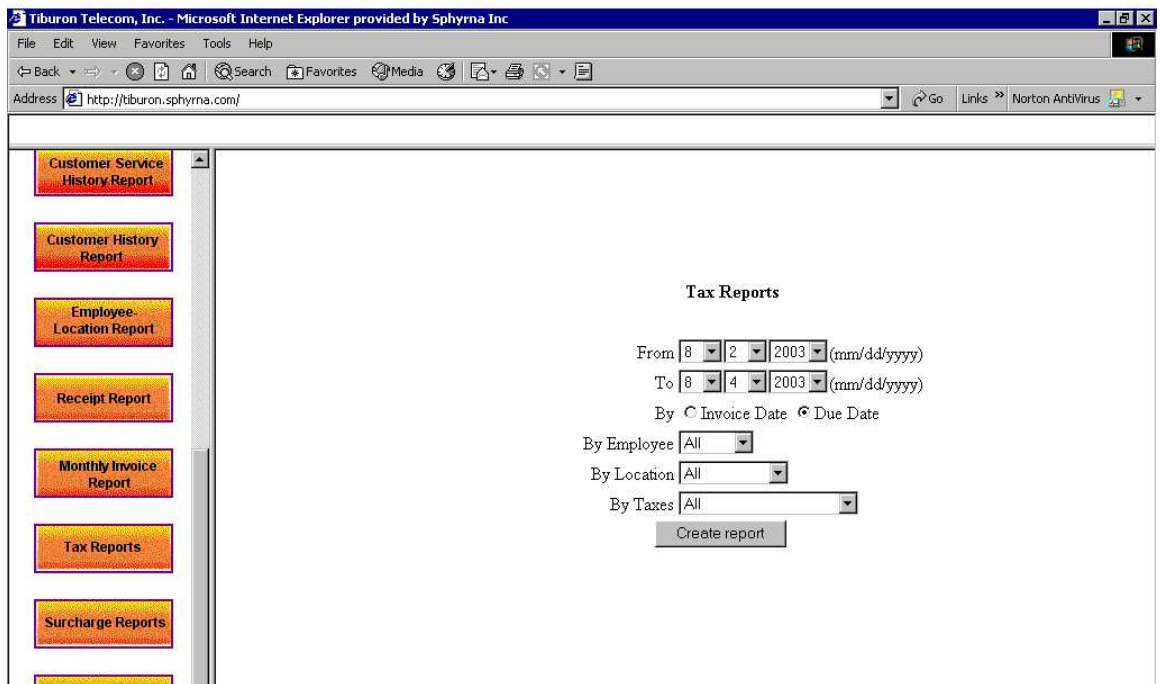 Tiburon Telecom, Inc. - Microsoft Internet Explorer provided by Sphyrna Inc
File Edit View Favorites Tools Help
Back Search Favorites Media
Address http://tiburon.sphyrna.com/ Go Links » Norton AntiVirus
Customer Service
History Report
Customer History
Report
Employee-
Location Report
Receipt Report
Monthly Invoice
Report
Tax Reports
Surcharge Reports
Tax Reports
From 8 2 2003 (mm/dd/yyyy)
To 8 4 2003 (mm/dd/yyyy)
By Invoice Date Due Date
By Employee All
By Location All
By Taxes All
Create report